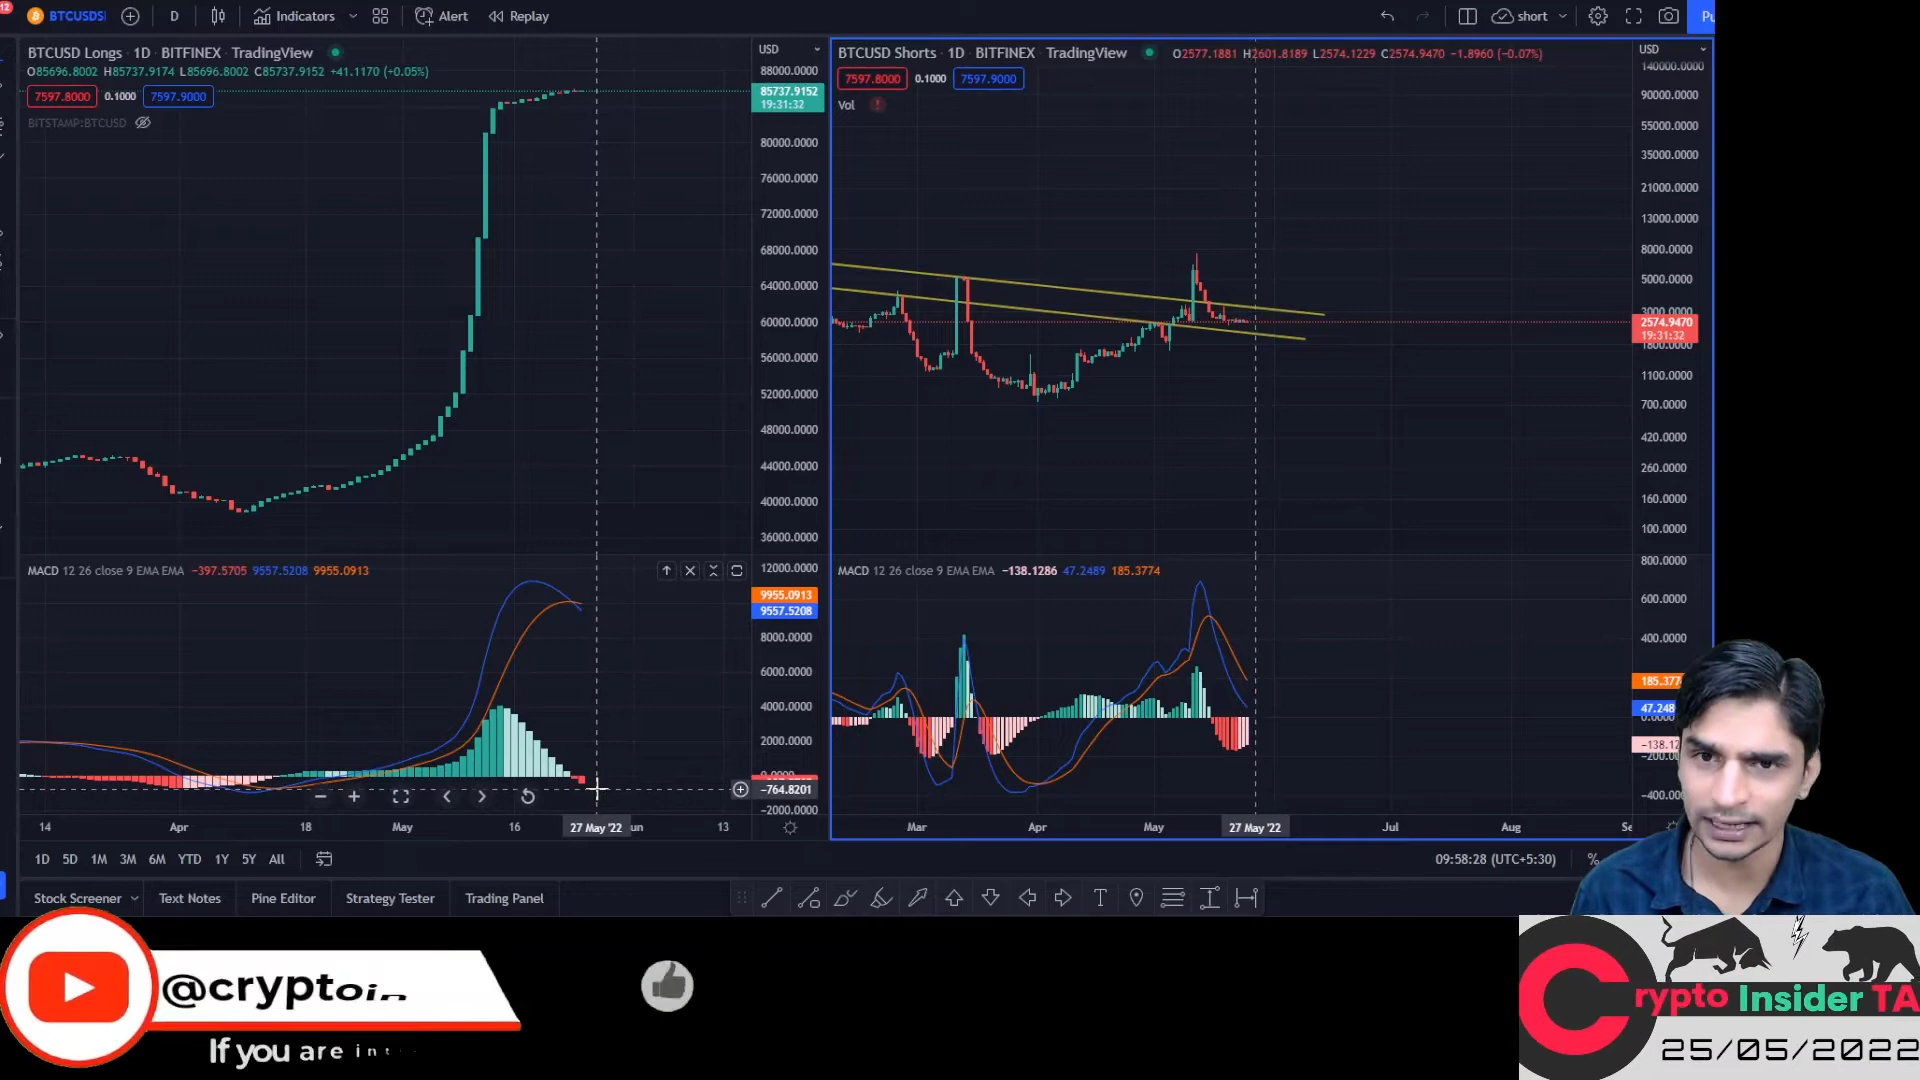 12
BTCUSDS D Indicators Alert Replay short Pu
BTCUSD Longs · 1D · BITFINEX · TradingView
O85696.8002 H85737.9174 L85696.8002 C85737.9152 +41.1170 (+0.05%)
7597.8000 0.1000 7597.9000
BITSTAMP:BTCUSD
USD
88000.0000
85737.9152
19:31:32
80000.0000
76000.0000
72000.0000
68000.0000
64000.0000
60000.0000
56000.0000
52000.0000
48000.0000
44000.0000
40000.0000
36000.0000
MACD 12 26 close 9 EMA EMA −397.5705 9557.5208 9955.0913
12000.0000
9955.0913
9557.5208
8000.0000
6000.0000
4000.0000
2000.0000
0.0000
−764.8201
−2000.0000
14 Apr 18 May 16 27 May '22 un 13
BTCUSD Shorts · 1D · BITFINEX · TradingView O2577.1881 H2601.8189 L2574.1229 C2574.9470 −1.8960 (−0.07%)
7597.8000 0.1000 7597.9000
Vol !
USD
140000.0000
90000.0000
55000.0000
35000.0000
21000.0000
13000.0000
8000.0000
5000.0000
3000.0000
2574.9470
19:31:32
1800.0000
1100.0000
700.0000
420.0000
260.0000
160.0000
100.0000
MACD 12 26 close 9 EMA EMA −138.1286 47.2489 185.3774
800.0000
600.0000
400.0000
185.377
47.248
0.0000
−138.12
−200.00
−400.00
Mar Apr May 27 May '22 Jul Aug Se
1D 5D 1M 3M 6M YTD 1Y 5Y All
09:58:28 (UTC+5:30) %
Stock Screener Text Notes Pine Editor Strategy Tester Trading Panel
@cryptoin
If you are int
Crypto Insider TA
25/05/2022